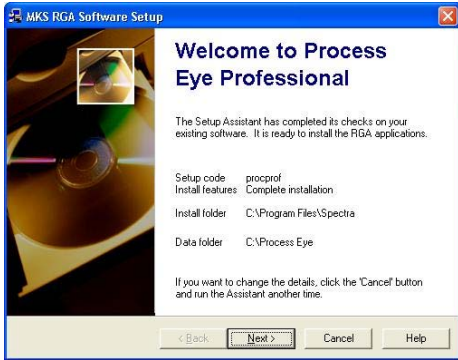 MKS RGA Software Setup
Welcome to Process
Eye Professional
The Setup Assistant has completed its checks on your
existing software. It is ready to install the RGA applications.
Setup code procprof
Install features Complete installation
Install folder C:\Program Files\Spectra
Data folder C:\Process Eye
If you want to change the details, click the 'Cancel' button
and run the Assistant another time.
< Back Next > Cancel Help